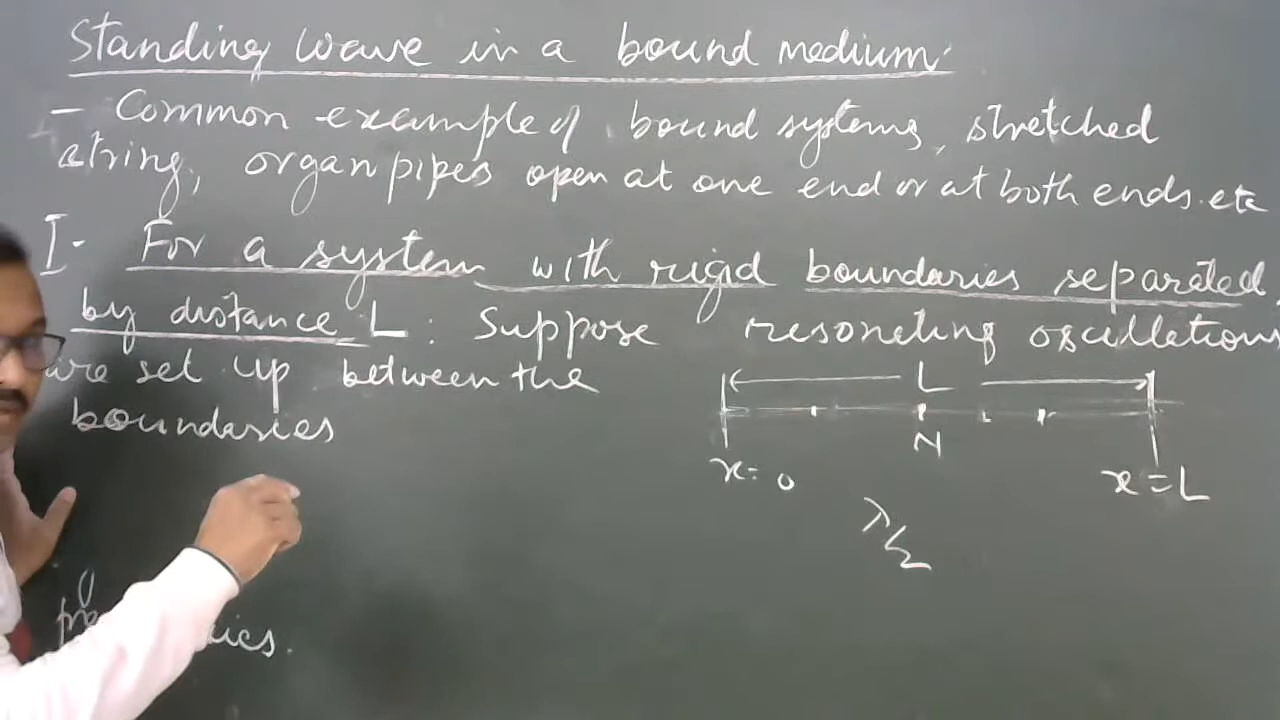 Standing wave in a bound medium.
- Common example of bound systems, stretched
string, organ pipes open at one end or at both ends. etc
I. For a system with rigid boundaries separated
by distance L : Suppose resonating oscillations
are set up between the
boundaries
L
N
x= 0
x=L
λ/2